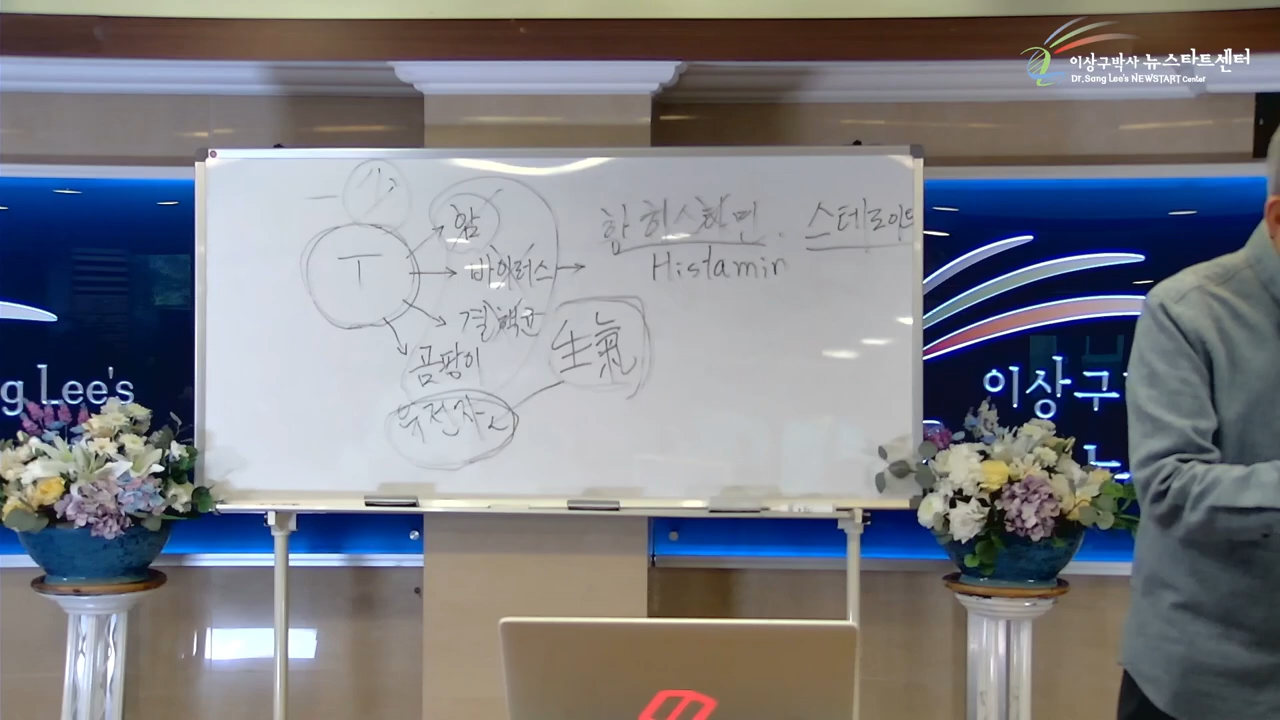 이상구박사 뉴스타트센터
Dr. Sang Lee's NEWSTART Center
암
T
바이러스
결핵균
곰팡이
유전자
生氣
항히스타민. 스테로이드
Histamin
g Lee's
이상구